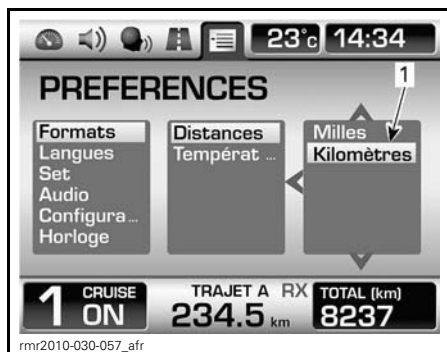 23°c 14:34
1
PREFERENCES
Formats
Langues
Set
Audio
Configura ...
Horloge
Distances
Températ ...
Milles
Kilomètres
1 CRUISE ON
TRAJET A RX
234.5 km
TOTAL (km)
8237
rmr2010-030-057_afr